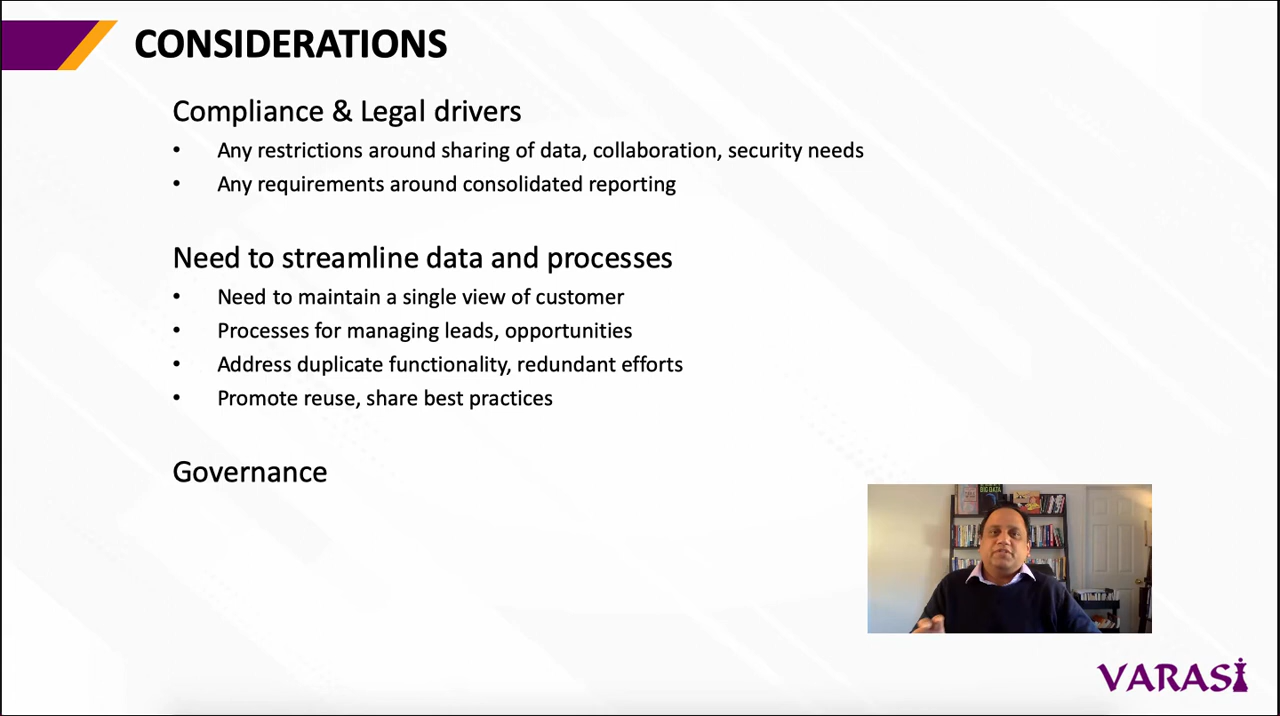 CONSIDERATIONS
Compliance & Legal drivers
• Any restrictions around sharing of data, collaboration, security needs
• Any requirements around consolidated reporting
Need to streamline data and processes
• Need to maintain a single view of customer
• Processes for managing leads, opportunities
• Address duplicate functionality, redundant efforts
• Promote reuse, share best practices
Governance
BIG DATA
VARASI